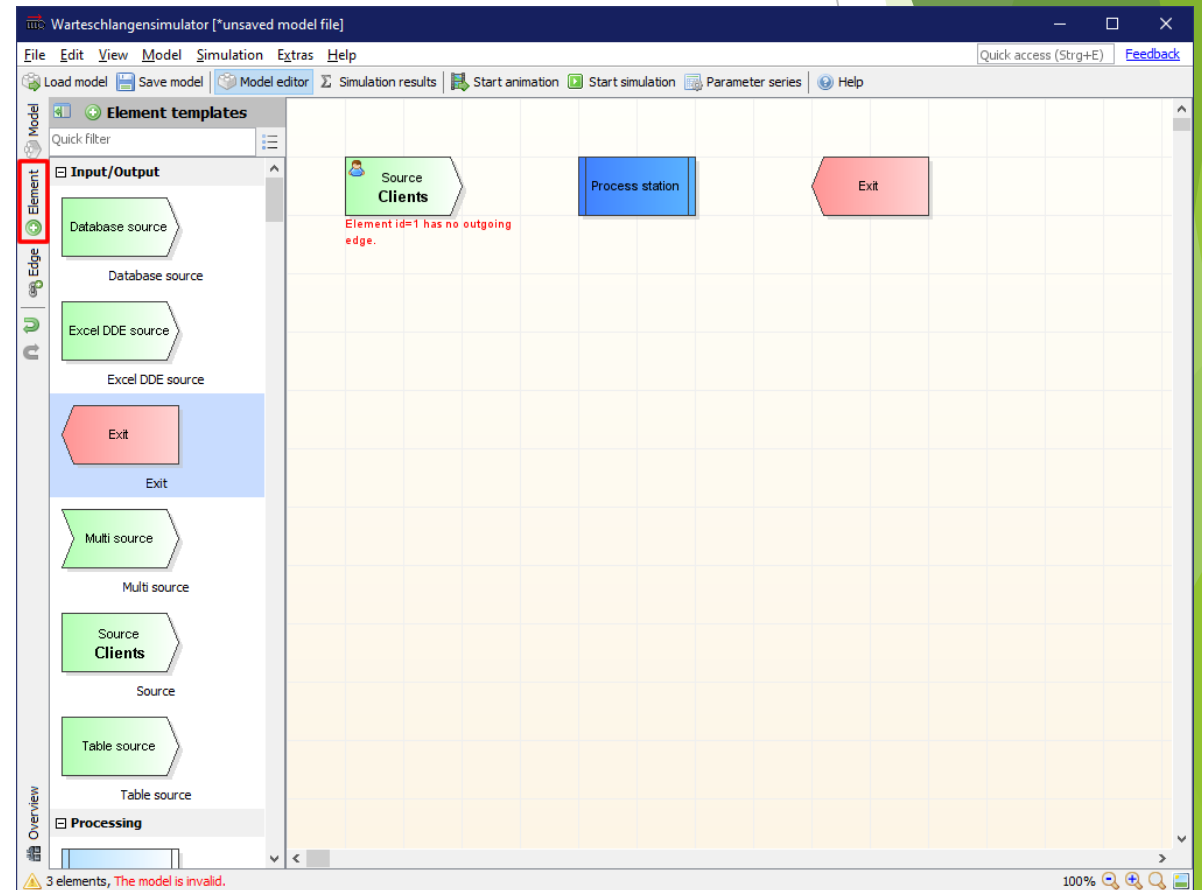 Warteschlangensimulator [*unsaved model file]
File Edit View Model Simulation Extras Help
Quick access (Strg+E) Feedback
Load model Save model Model editor Σ Simulation results Start animation Start simulation Parameter series Help
Model
Element
Edge
Overview
Element templates
Quick filter
Input/Output
Database source
Database source
Excel DDE source
Excel DDE source
Exit
Exit
Multi source
Multi source
Source
Clients
Source
Table source
Table source
Processing
Source
Clients
Element id=1 has no outgoing
edge.
Process station
Exit
3 elements, The model is invalid.
100%